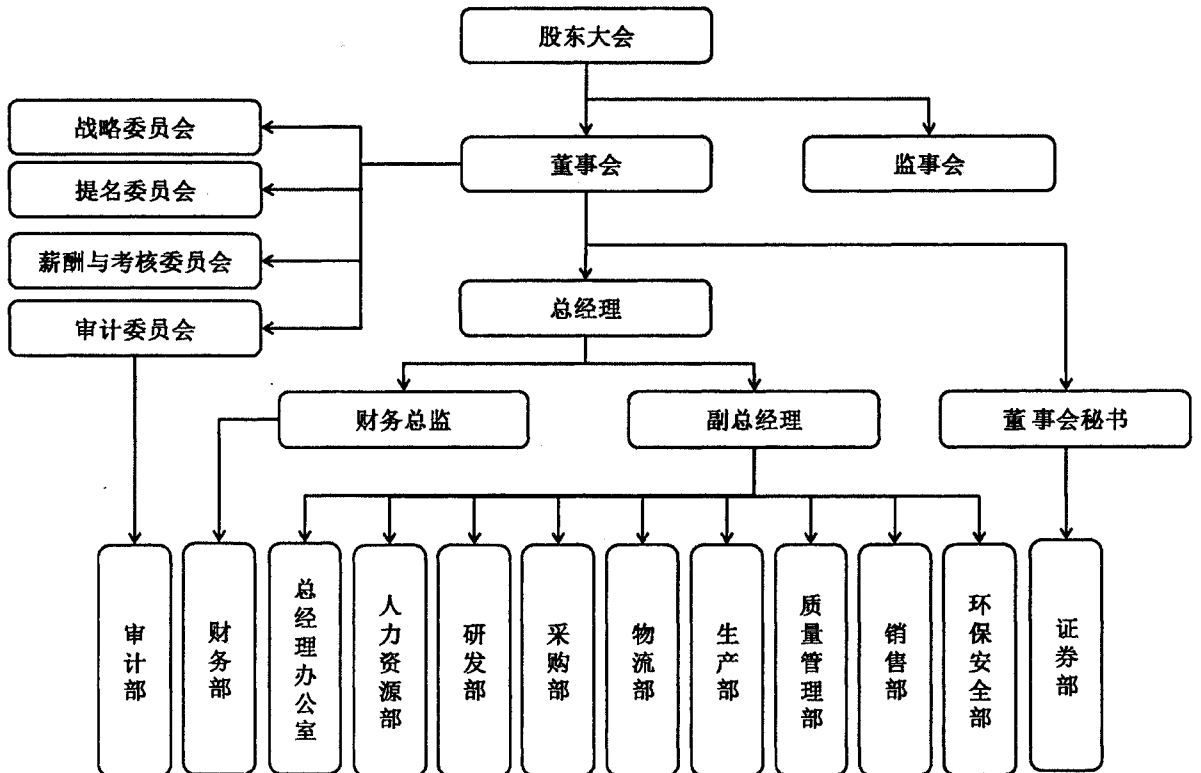 股东大会
战略委员会
董事会
监事会
提名委员会
薪酬与考核委员会
总经理
审计委员会
财务总监
副总经理
董事会秘书
审计部
财务部
总经理办公室
人力资源部
研发部
采购部
物流部
生产部
质量管理部
销售部
环保安全部
证券部